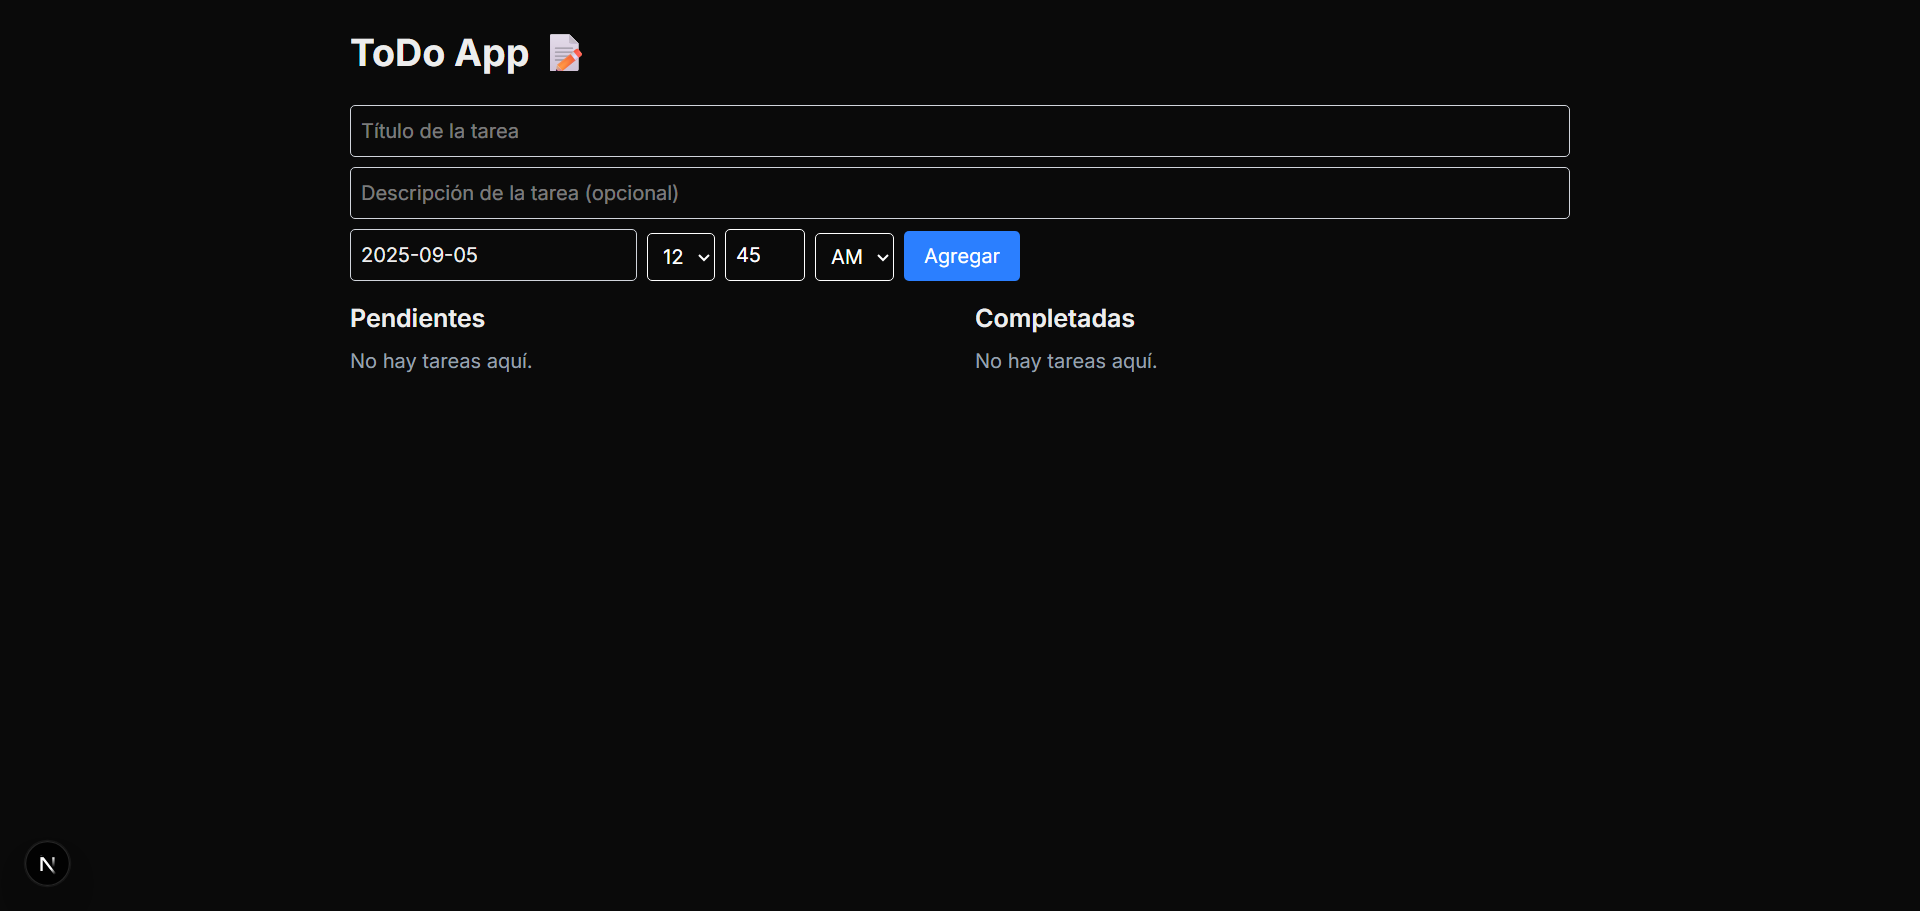 ToDo App
Título de la tarea
Descripción de la tarea (opcional)
2025-09-05 12 45 AM Agregar
Pendientes Completadas
No hay tareas aquí. No hay tareas aquí.
N